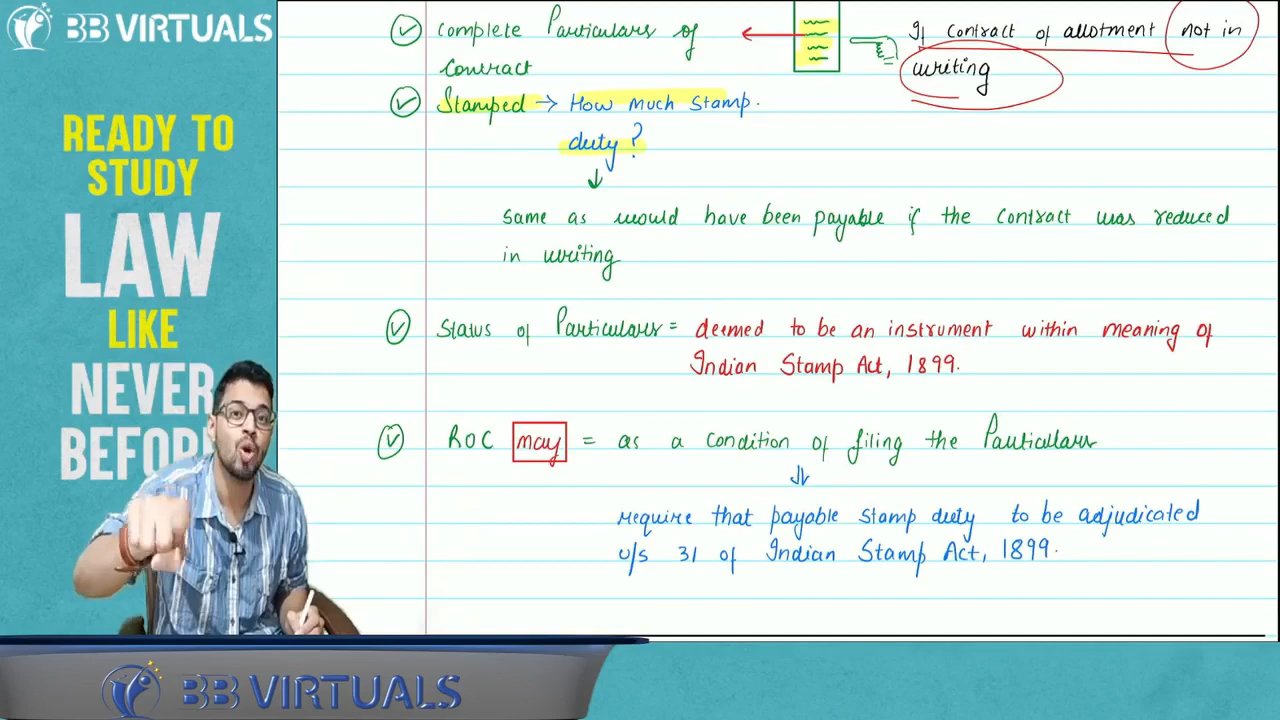 BB VIRTUALS
READY TO
STUDY
LAW
LIKE
NEVER
BEFOR
complete Particulars of
contract
If contract of allotment not in
writing
Stamped → How much stamp
duty?
same as would have been payable if the contract was reduced
in writing
Status of Particulars = deemed to be an instrument within meaning of
Indian Stamp Act, 1899.
ROC may = as a condition of filing the Particulars
require that payable stamp duty to be adjudicated
u/s 31 of Indian Stamp Act, 1899.
BB VIRTUALS